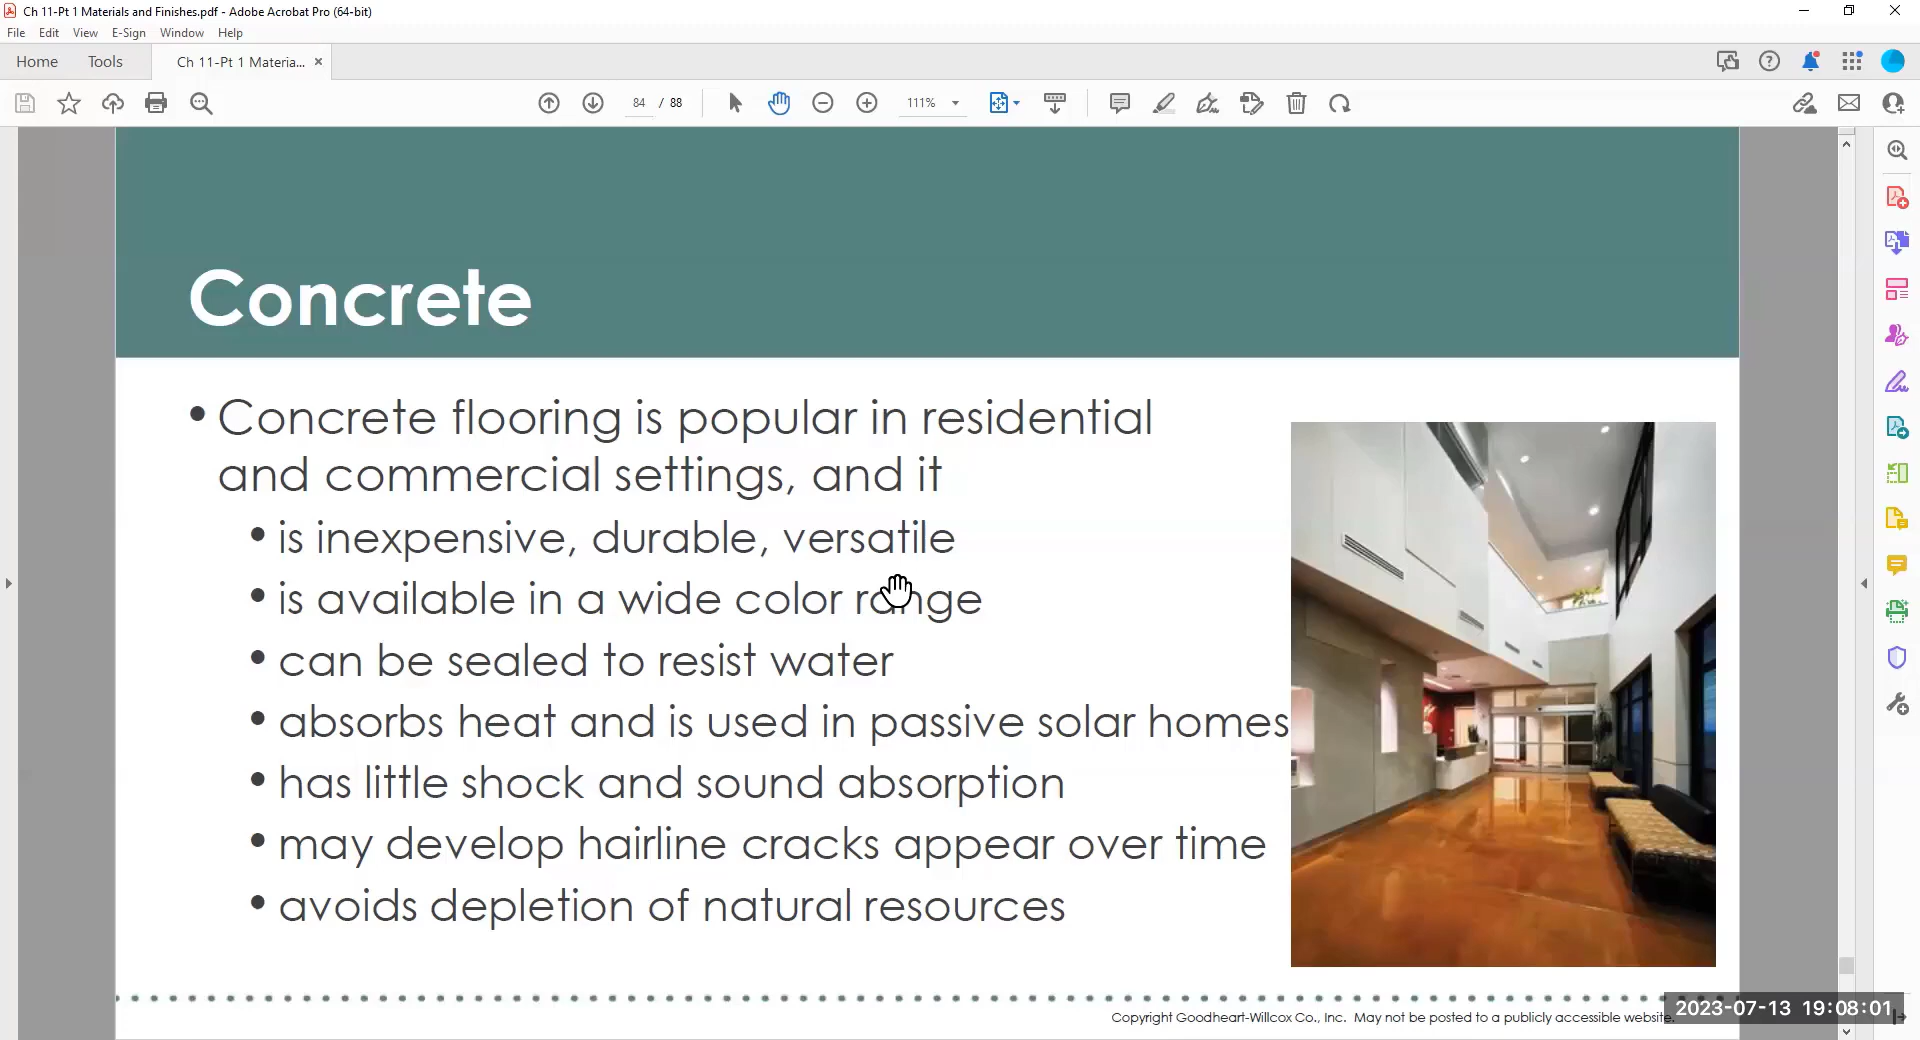 Ch 11-Pt 1 Materials and Finishes.pdf - Adobe Acrobat Pro (64-bit)
File Edit View E-Sign Window Help
Home Tools Ch 11-Pt 1 Materia... ×
84 / 88 111%
Concrete
• Concrete flooring is popular in residential
and commercial settings, and it
• is inexpensive, durable, versatile
• is available in a wide color range
• can be sealed to resist water
• absorbs heat and is used in passive solar homes
• has little shock and sound absorption
• may develop hairline cracks appear over time
• avoids depletion of natural resources
Copyright Goodheart-Willcox Co., Inc. May not be posted to a publicly accessible website.
2023-07-13 19:08:01